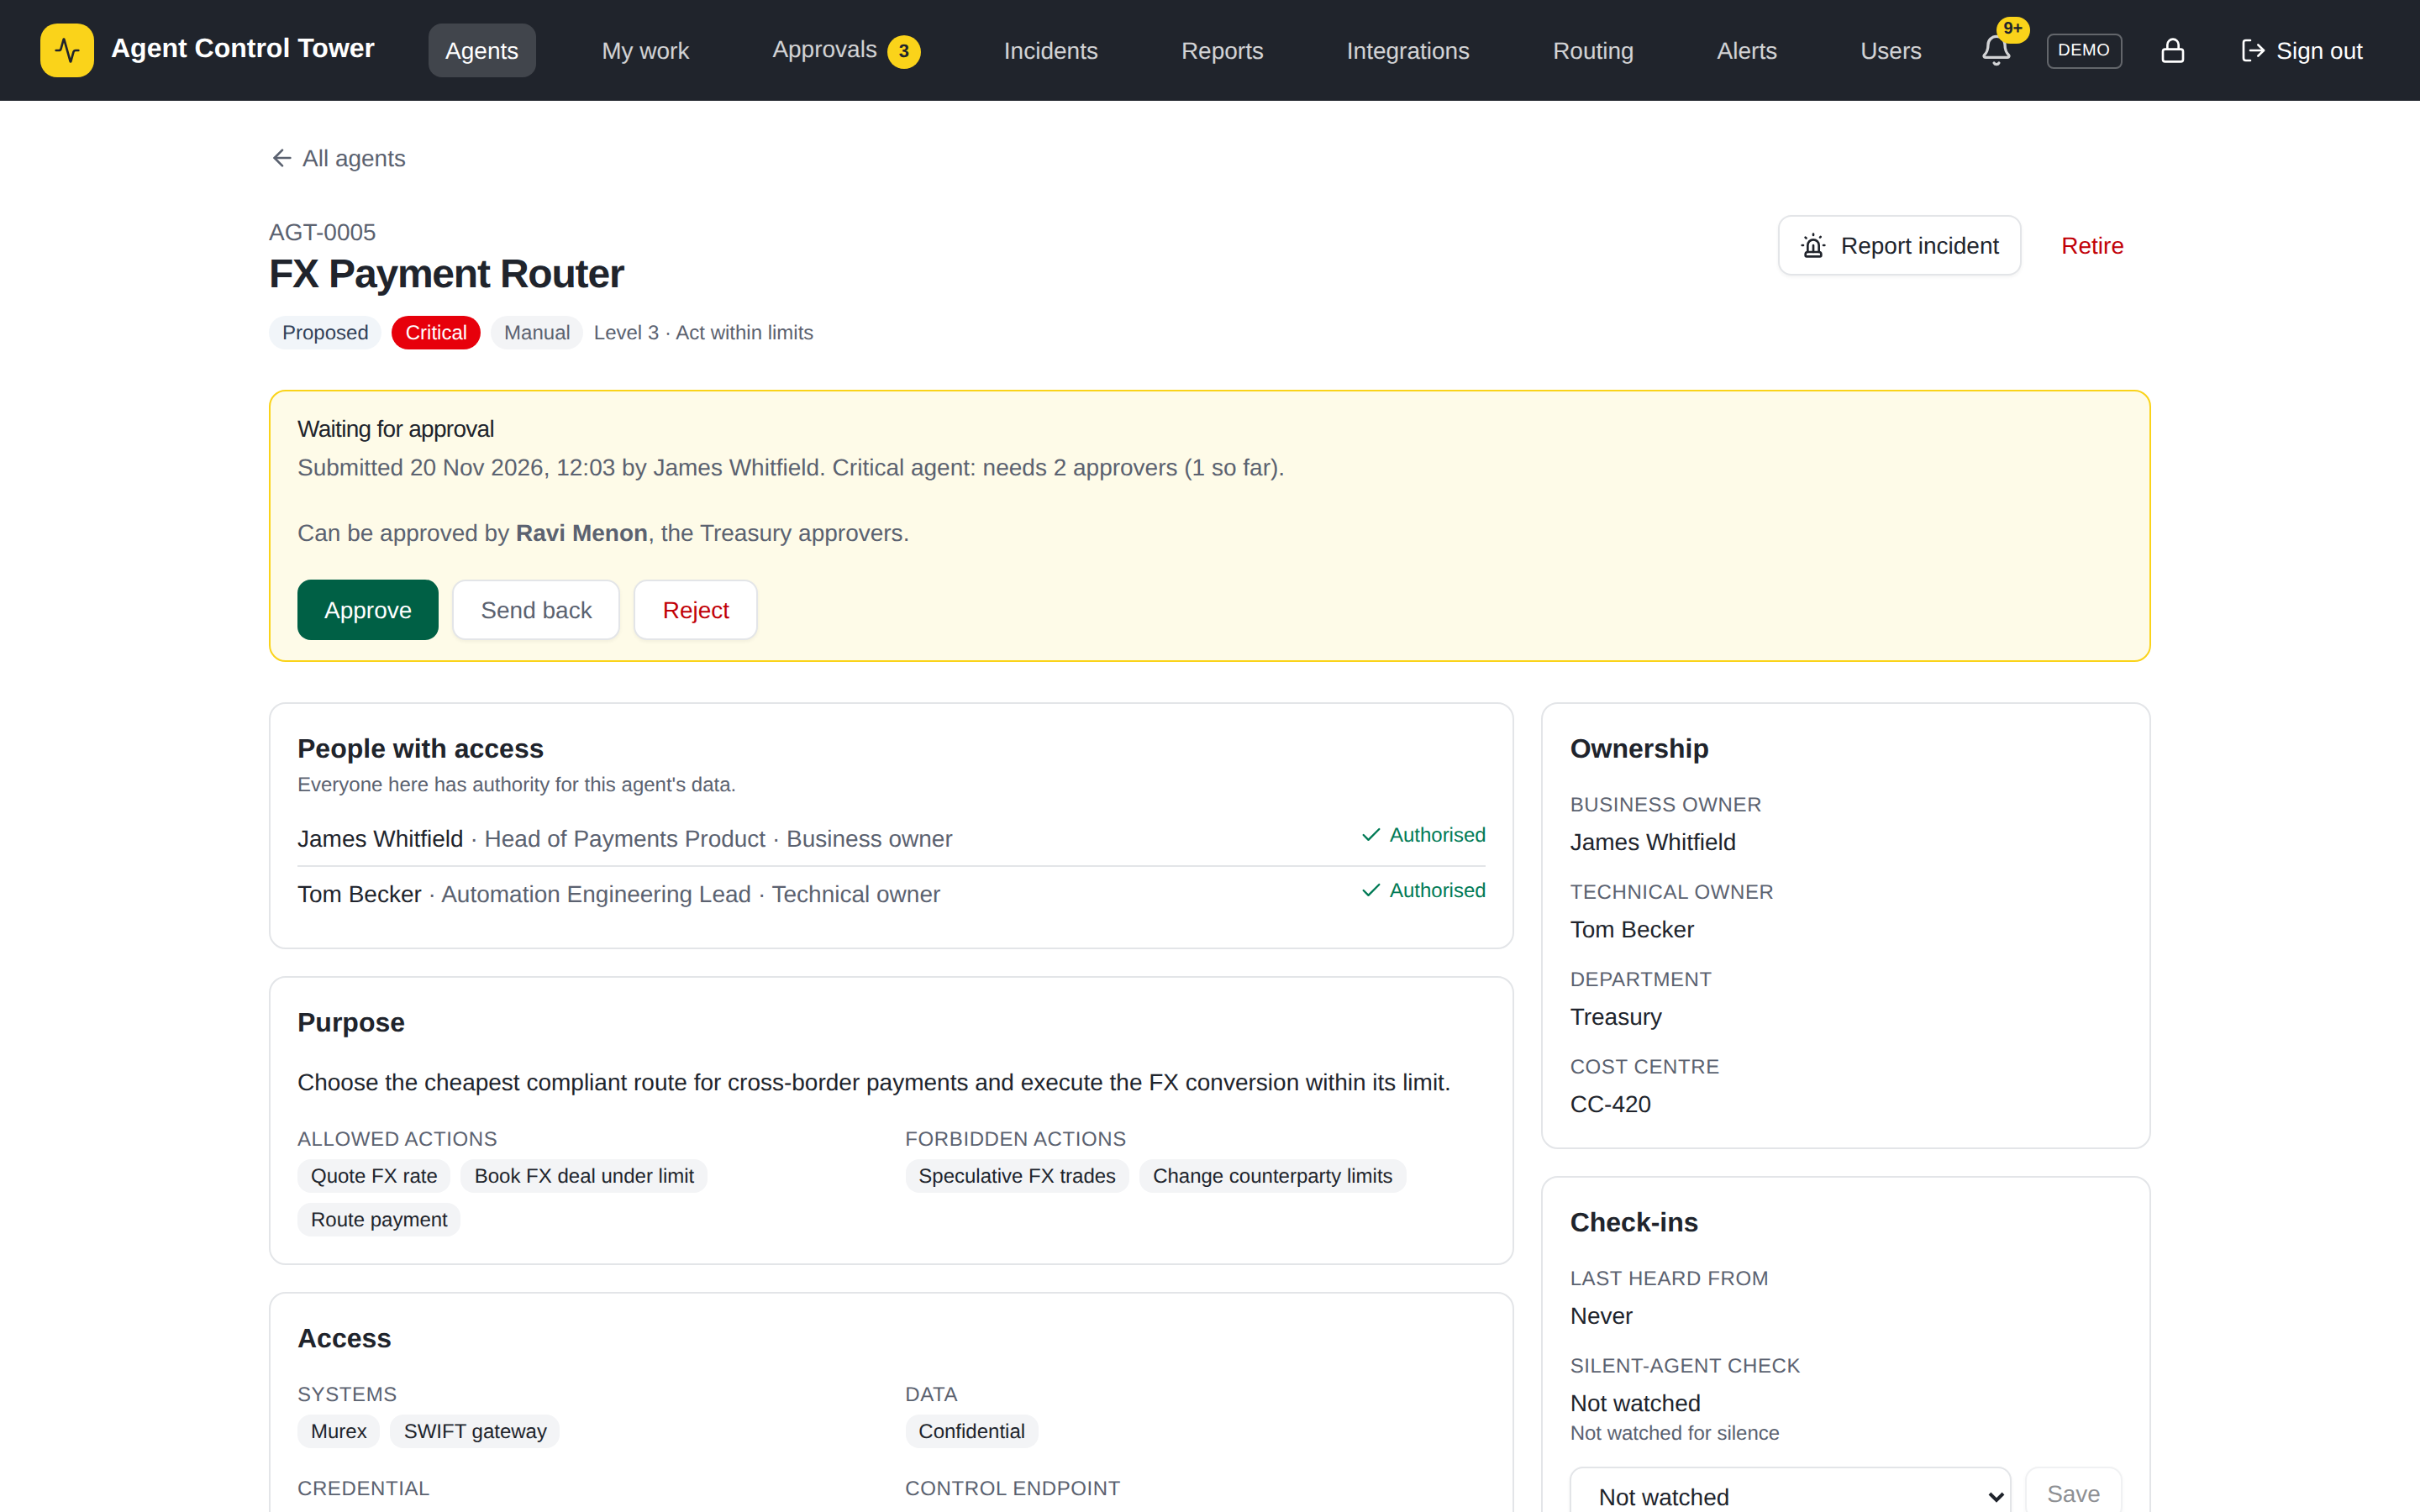 Agent Control Tower
Agents
My work
Approvals 3
Incidents
Reports
Integrations
Routing
Alerts
Users
9+
DEMO
Sign out
All agents
AGT-0005
FX Payment Router
Report incident
Retire
Proposed Critical Manual Level 3 · Act within limits
Waiting for approval
Submitted 20 Nov 2026, 12:03 by James Whitfield. Critical agent: needs 2 approvers (1 so far).
Can be approved by Ravi Menon, the Treasury approvers.
Approve
Send back
Reject
People with access
Everyone here has authority for this agent's data.
James Whitfield · Head of Payments Product · Business owner
Authorised
Tom Becker · Automation Engineering Lead · Technical owner
Authorised
Purpose
Choose the cheapest compliant route for cross-border payments and execute the FX conversion within its limit.
ALLOWED ACTIONS
Quote FX rate
Book FX deal under limit
Route payment
FORBIDDEN ACTIONS
Speculative FX trades
Change counterparty limits
Access
SYSTEMS
Murex
SWIFT gateway
DATA
Confidential
CREDENTIAL
CONTROL ENDPOINT
Ownership
BUSINESS OWNER
James Whitfield
TECHNICAL OWNER
Tom Becker
DEPARTMENT
Treasury
COST CENTRE
CC-420
Check-ins
LAST HEARD FROM
Never
SILENT-AGENT CHECK
Not watched
Not watched for silence
Not watched
Save